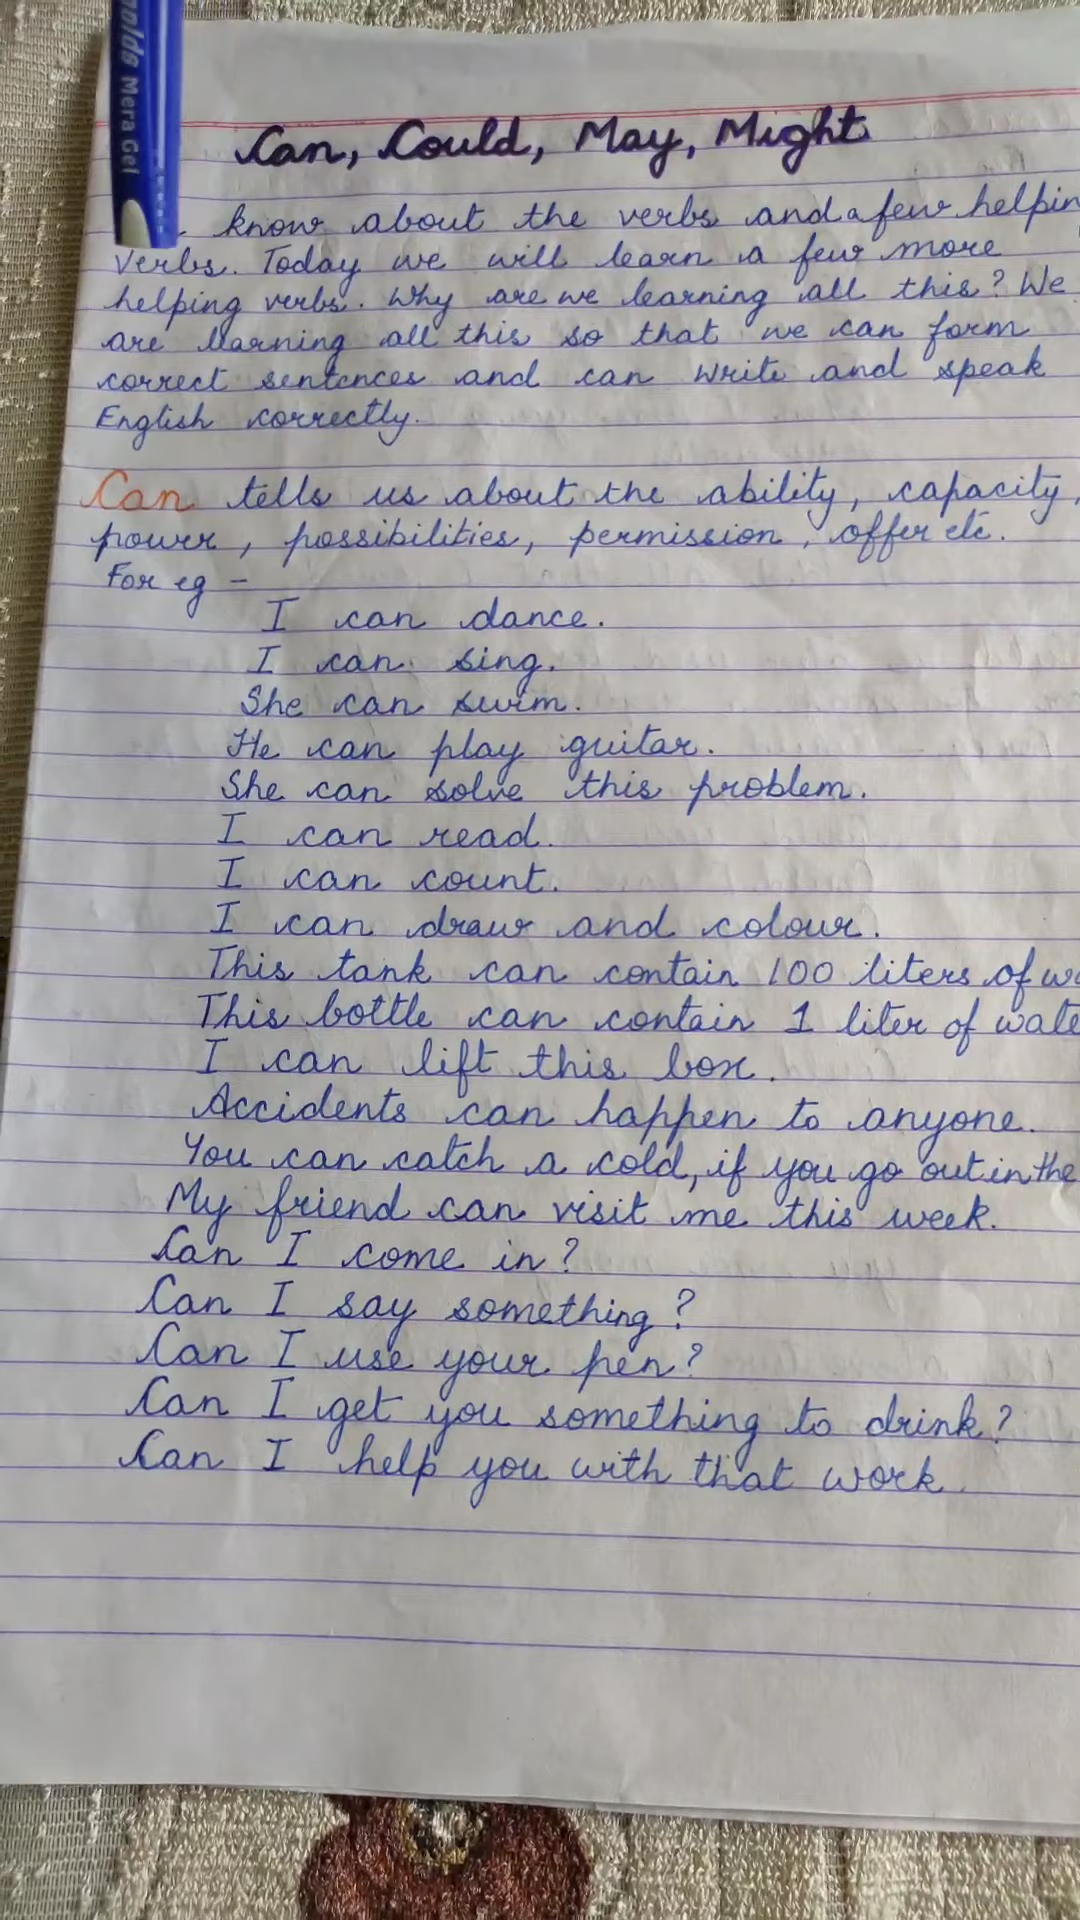 Mera Gel
Can, Could, May, Might
know about the verbs and a few helpin
verbs. Today we will learn a few more
helping verbs. Why are we learning all this? We
are learning all this so that we can form
correct sentences and can write and speak
English correctly.
Can tells us about the ability, capacity,
power, possibilities, permission, offer etc.
For eg -
I can dance.
I can sing.
She can swim.
He can play guitar.
She can solve this problem.
I can read.
I can count.
I can draw and colour.
This tank can contain 100 liters of wa
This bottle can contain 1 liter of wate
I can lift this box.
Accidents can happen to anyone.
You can catch a cold, if you go out in the
My friend can visit me this week.
Can I come in?
Can I say something?
Can I use your pen?
Can I get you something to drink?
Can I help you with that work.